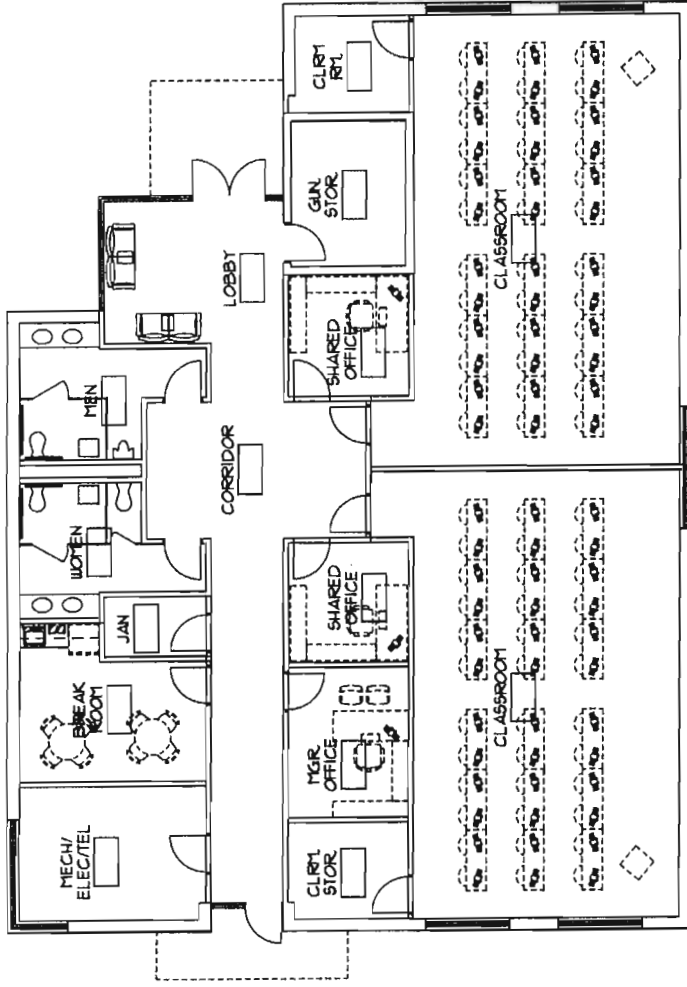 MECH/
ELEC/TEL
BREAK
ROOM
JAN
WOMEN
MEN
CORRIDOR
LOBBY
CLRM.
STOR.
MGR.
OFFICE
SHARED
OFFICE
SHARED
OFFICE
GUN
STOR.
CLRM
RM.
CLASSROOM
CLASSROOM